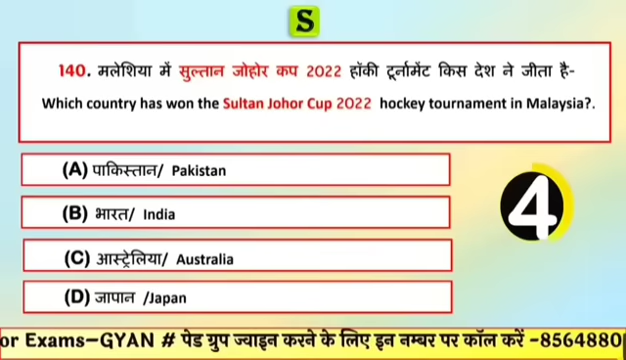 S
140. मलेशिया में सुल्तान जोहोर कप 2022 हॉकी टूर्नामेंट किस देश ने जीता है-
Which country has won the Sultan Johor Cup 2022 hockey tournament in Malaysia?.
(A) पाकिस्तान/ Pakistan
(B) भारत/ India
4
(C) आस्ट्रेलिया/ Australia
(D) जापान /Japan
or Exams-GYAN # पेड ग्रुप ज्वाइन करने के लिए इन नम्बर पर कॉल करें -8564880